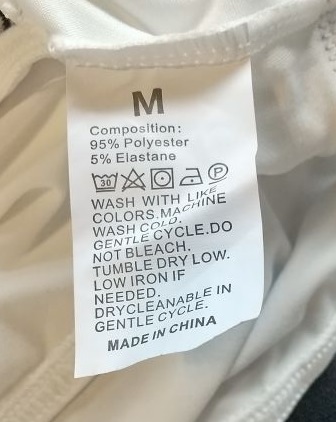 M
Composition:
95% Polyester
5% Elastane
30 P
WASH WITH LIKE
COLORS.MACHINE
WASH COLD.
GENTLE CYCLE.DO
NOT BLEACH.
TUMBLE DRY LOW.
LOW IRON IF
NEEDED.
DRYCLEANABLE IN
GENTLE CYCLE.
MADE IN CHINA